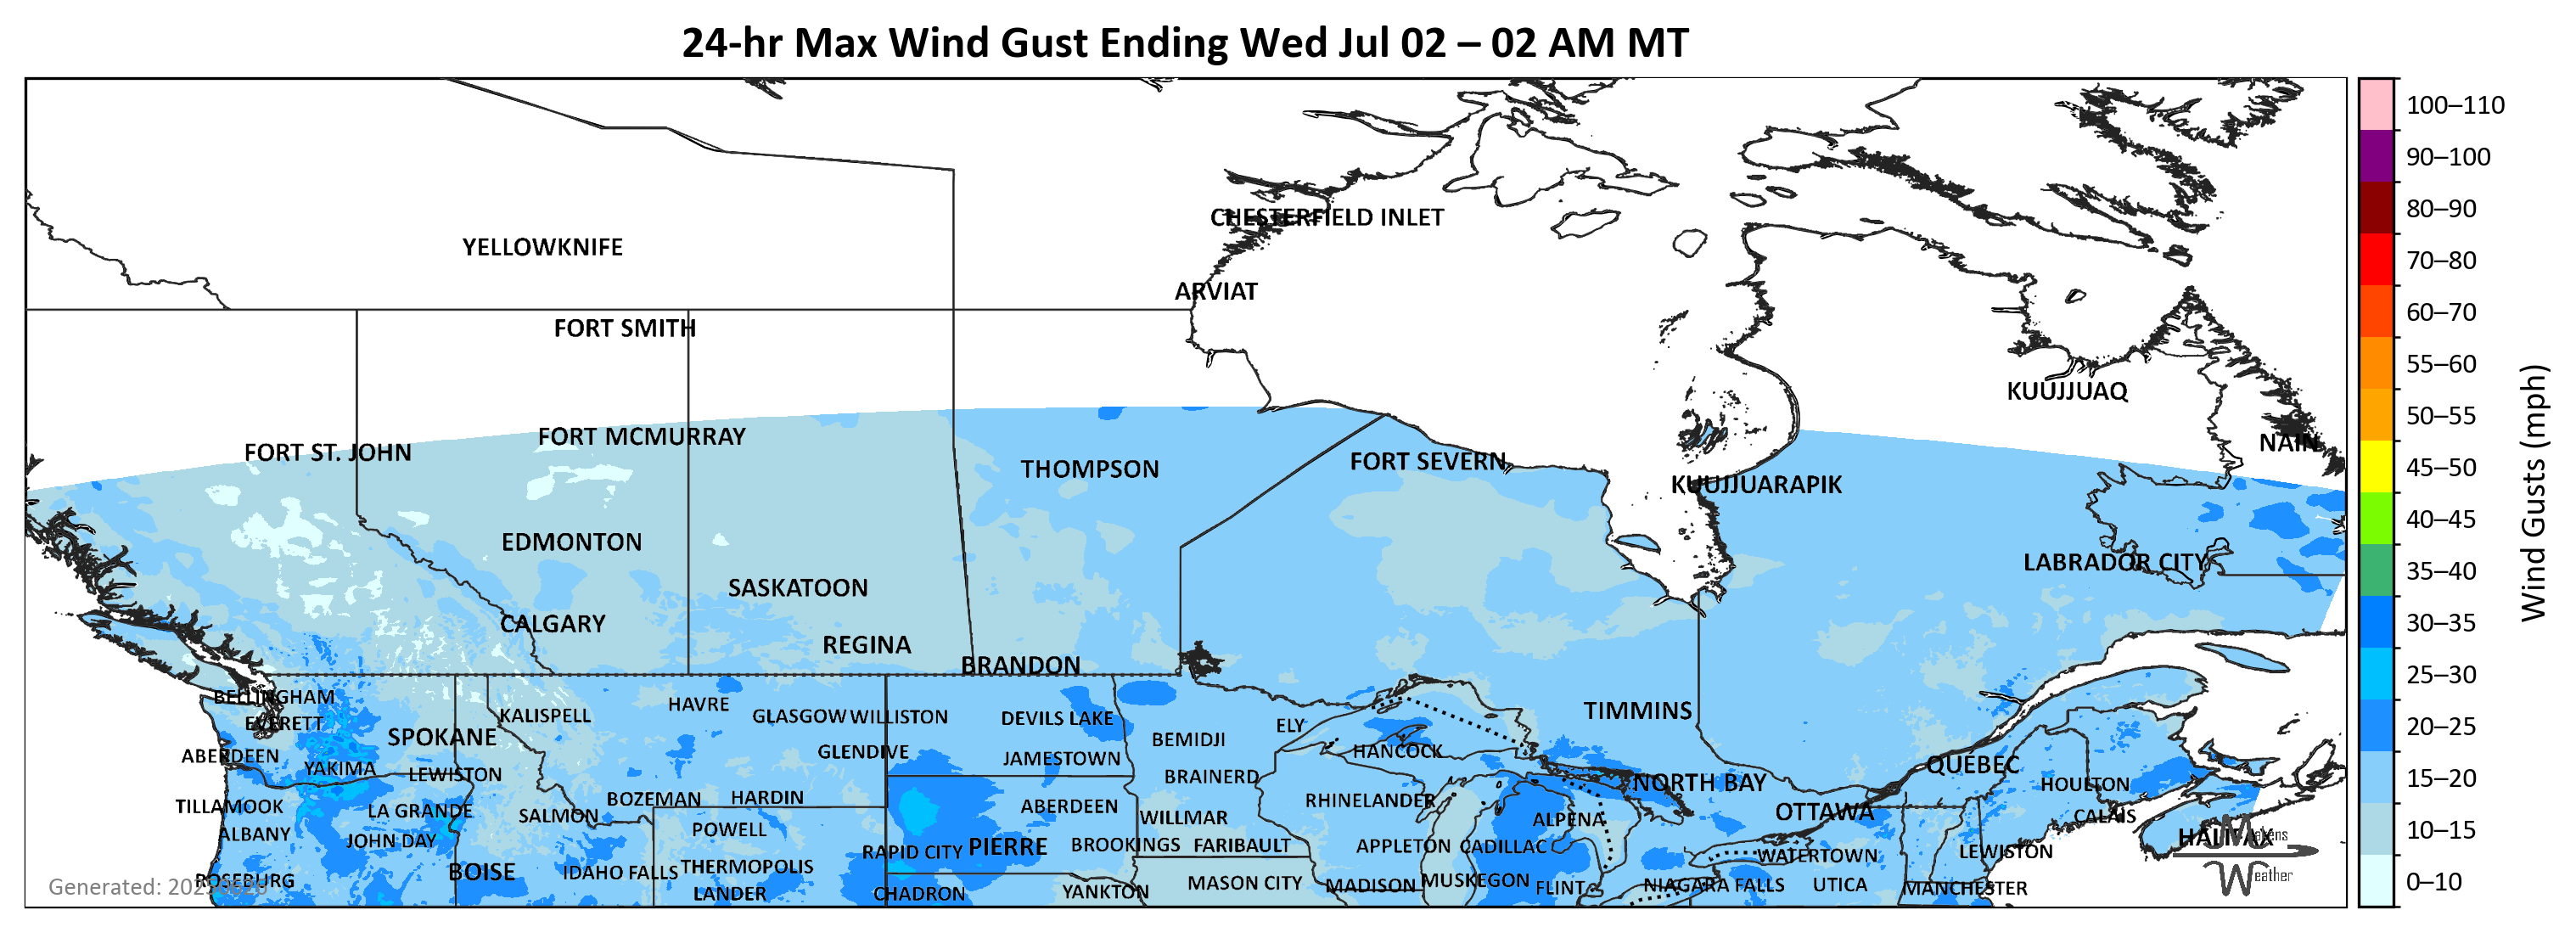 24-hr Max Wind Gust Ending Wed Jul 02 – 02 AM MT
YELLOWKNIFE
CHESTERFIELD INLET
ARVIAT
FORT SMITH
KUUJJUAQ
FORT ST. JOHN
FORT MCMURRAY
THOMPSON
FORT SEVERN
KUUJJUARAPIK
NAIN
EDMONTON
LABRADOR CITY
SASKATOON
CALGARY
REGINA
BRANDON
BELLINGHAM
EVERETT
KALISPELL
HAVRE
GLASGOW
WILLISTON
DEVILS LAKE
ELY
TIMMINS
SPOKANE
ABERDEEN
GLENDIVE
JAMESTOWN
BEMIDJI
HANCOCK
QUEBEC
YAKIMA
LEWISTON
BRAINERD
NORTH BAY
HOULTON
TILLAMOOK
LA GRANDE
SALMON
BOZEMAN
HARDIN
ABERDEEN
WILLMAR
RHINELANDER
ALPENA
OTTAWA
CALAIS
ALBANY
JOHN DAY
POWELL
RAPID CITY
PIERRE
BROOKINGS
FARIBAULT
APPLETON
CADILLAC
WATERTOWN
LEWISTON
HALIFAX
ROSEBURG
BOISE
IDAHO FALLS
THERMOPOLIS
LANDER
CHADRON
YANKTON
MASON CITY
MADISON
MUSKEGON
FLINT
NIAGARA FALLS
UTICA
MANCHESTER
Generated:
Weather
100–110
90–100
80–90
70–80
60–70
55–60
50–55
45–50
40–45
35–40
30–35
25–30
20–25
15–20
10–15
0–10
Wind Gusts (mph)